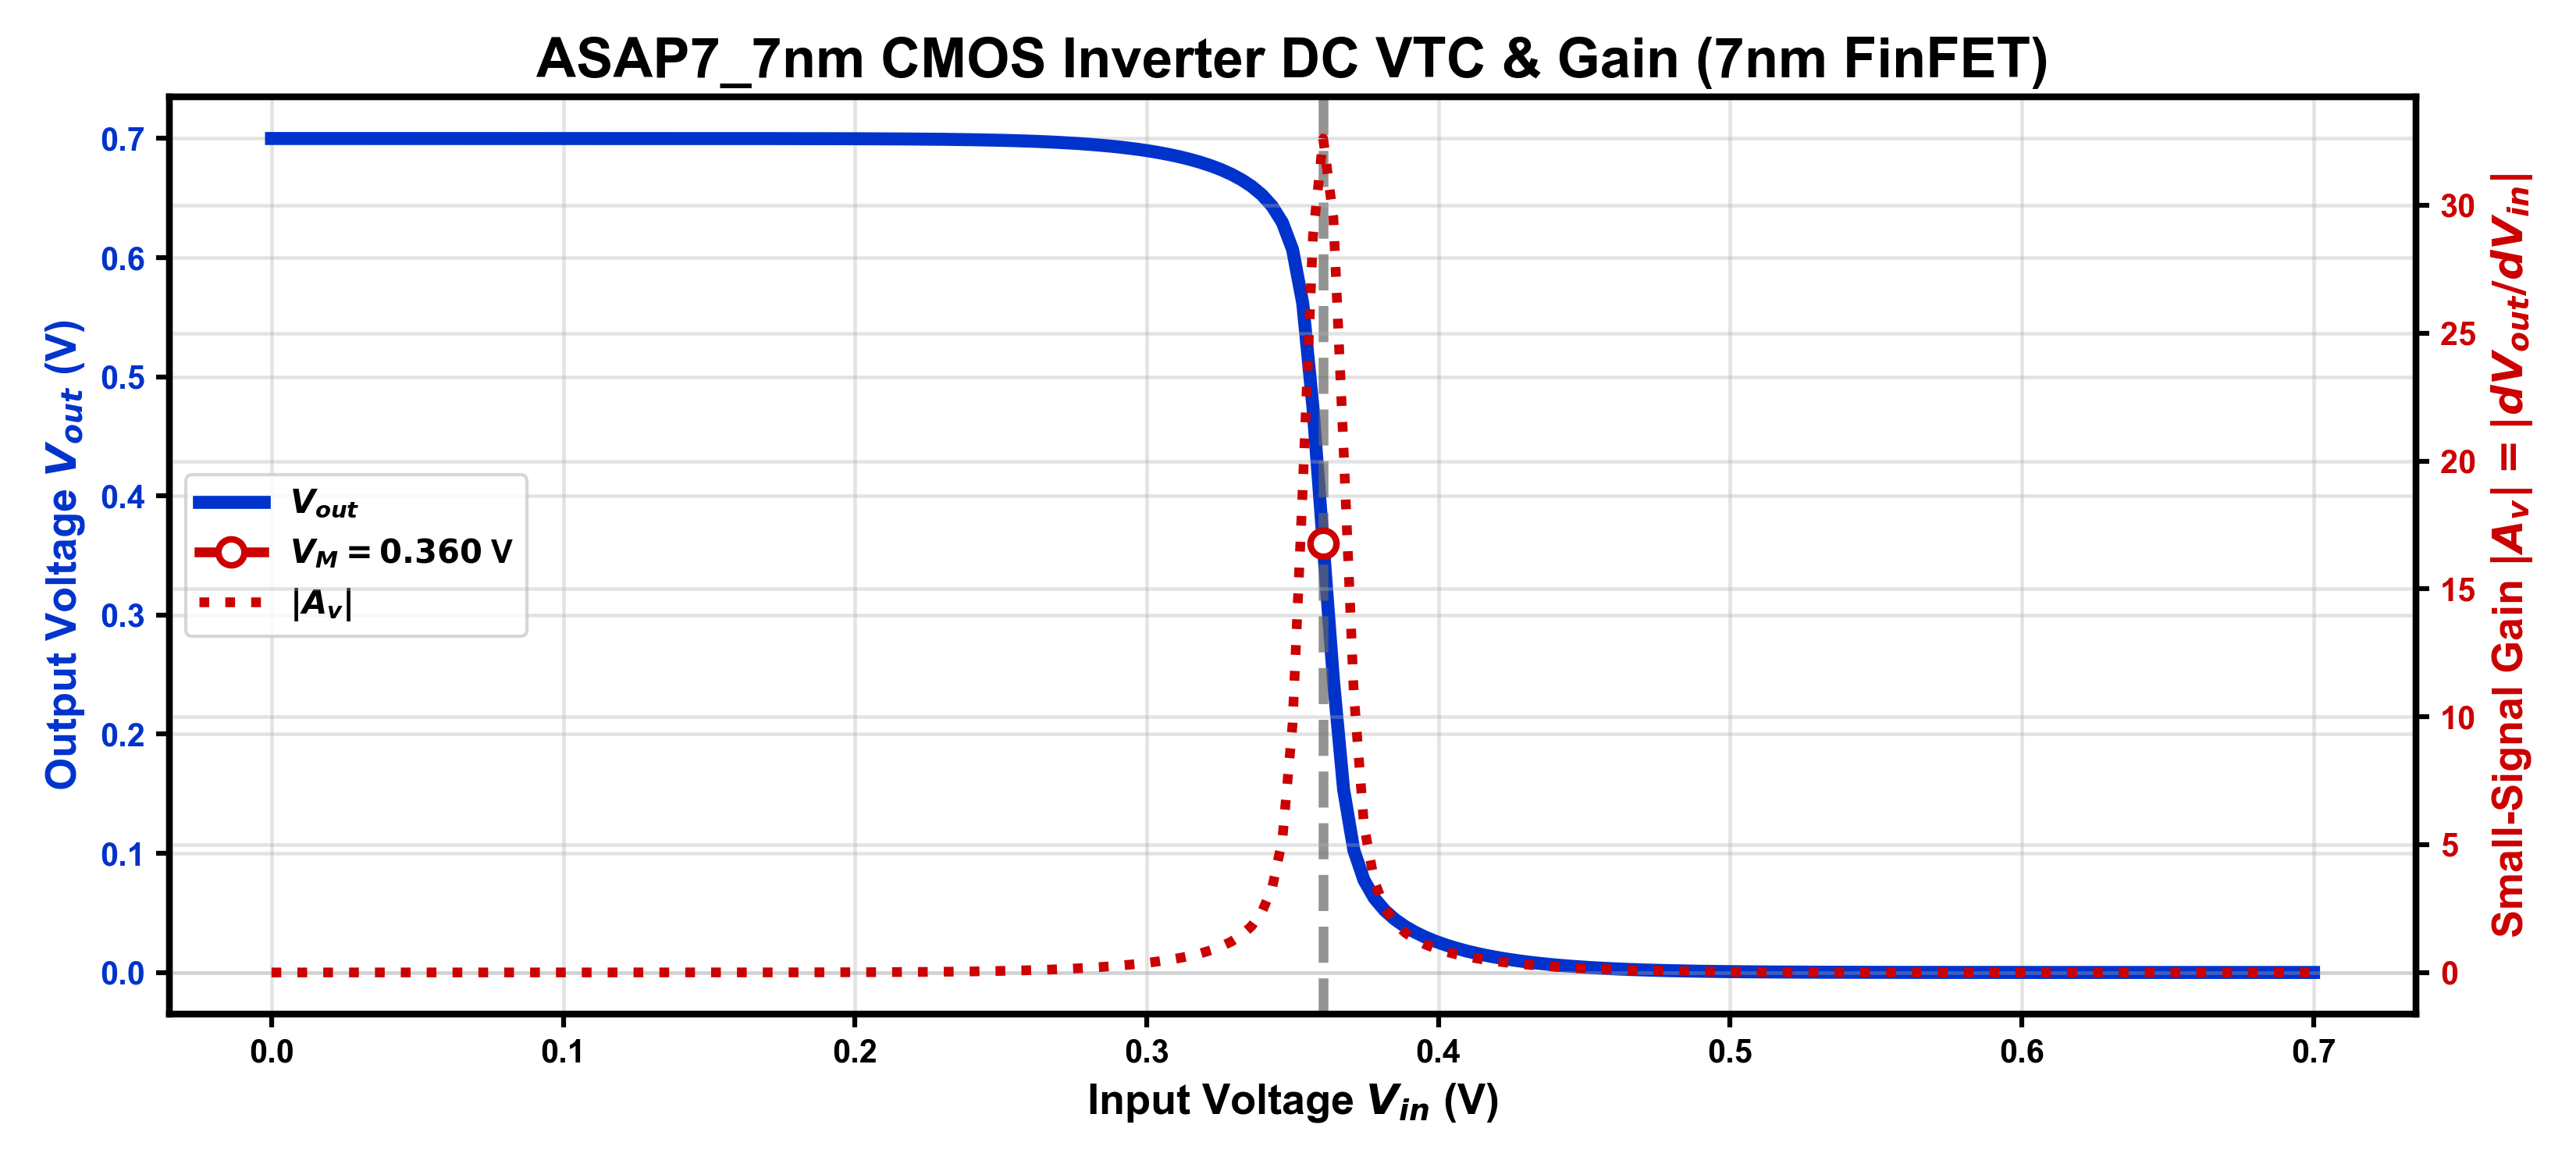 ASAP7_7nm CMOS Inverter DC VTC & Gain (7nm FinFET)
Output Voltage V_out (V)
0.7
0.6
0.5
0.4
0.3
0.2
0.1
0.0
V_out
V_M = 0.360 V
|A_v|
30
25
20
15
10
5
0
Small-Signal Gain |A_v| = |dV_out/dV_in|
0.0 0.1 0.2 0.3 0.4 0.5 0.6 0.7
Input Voltage V_in (V)